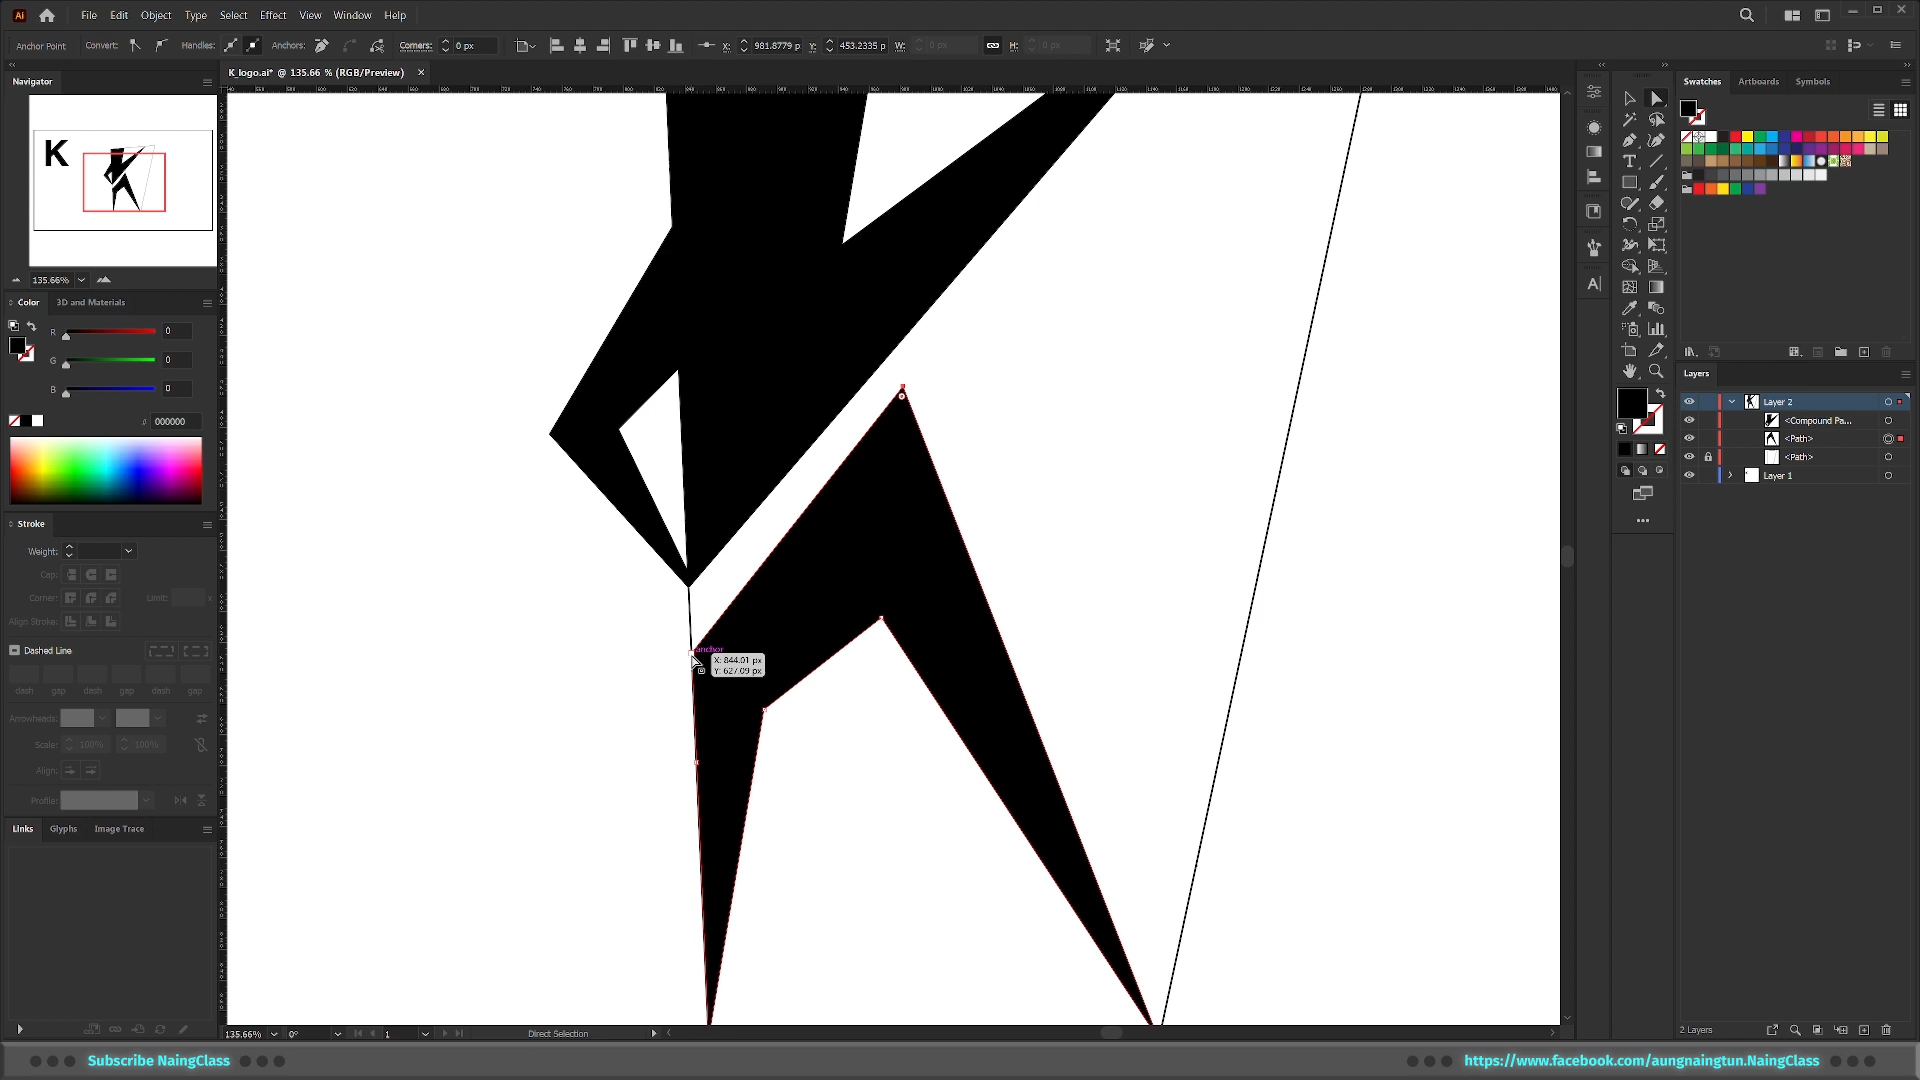 Ai File Edit Object Type Select Effect View Window Help
Anchor Point Convert: Handles: Anchors: Corners: 0 px X: 981.8779 p Y: 453.2335 p W: 0 px H: 0 px
K_logo.ai* @ 135.66 % (RGB/Preview)
Navigator
K
135.66%
Color 3D and Materials
R 0
G 0
B 0
# 000000
Stroke
Weight:
Cap:
Corner: Limit: x
Align Stroke:
Dashed Line
dash gap dash gap dash gap
Arrowheads:
Scale: 100% 100%
Align:
Profile:
Links Glyphs Image Trace
anchor
X: 844.01 px
Y: 627.09 px
Swatches Artboards Symbols
Layers
Layer 2
<Compound Pa...
<Path>
<Path>
Layer 1
2 Layers
135.66% 0° 1 Direct Selection
Subscribe NaingClass
https://www.facebook.com/aungnaingtun.NaingClass